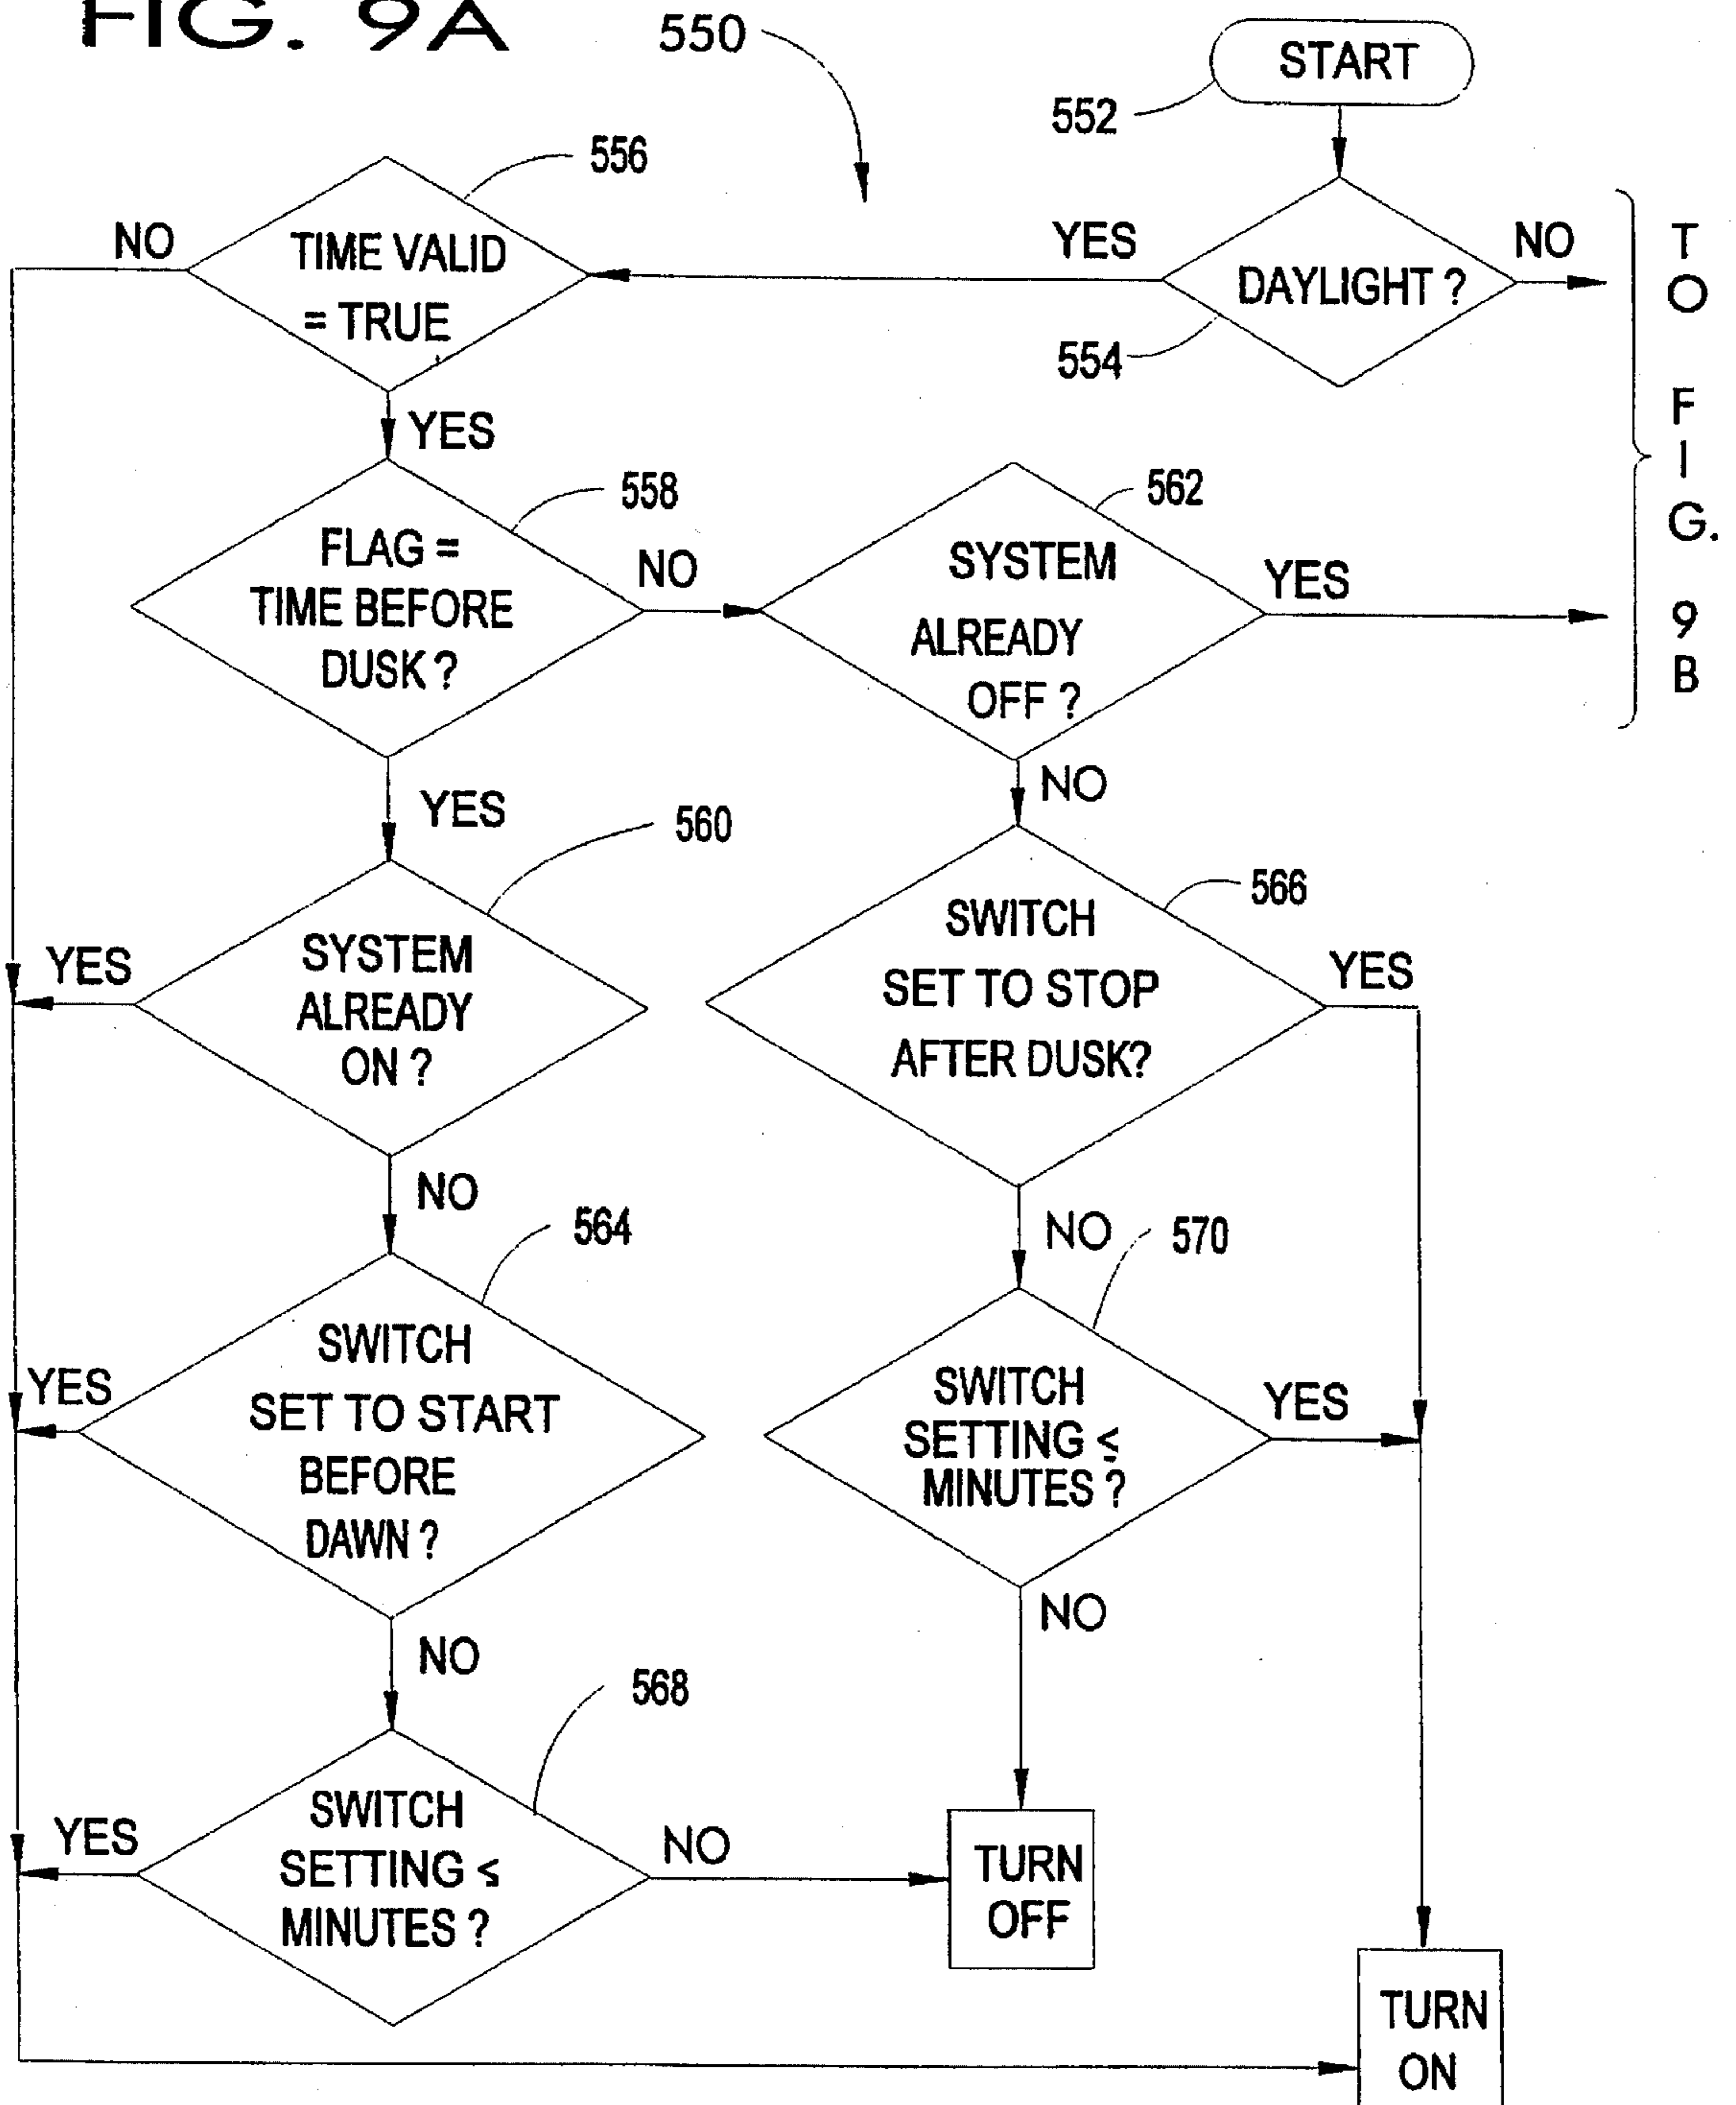 FIG. 9A
550
START
552
556
NO
TIME VALID
= TRUE
YES
DAYLIGHT ?
NO
554
TO FIG. 9B
YES
558
FLAG =
TIME BEFORE
DUSK ?
NO
562
SYSTEM
ALREADY
OFF ?
YES
YES
NO
560
SYSTEM
ALREADY
ON ?
YES
566
SWITCH
SET TO STOP
AFTER DUSK?
YES
NO
NO
564
SWITCH
SET TO START
BEFORE
DAWN ?
YES
570
SWITCH
SETTING ≤
MINUTES ?
YES
NO
NO
568
SWITCH
SETTING ≤
MINUTES ?
YES
NO
TURN
OFF
TURN
ON